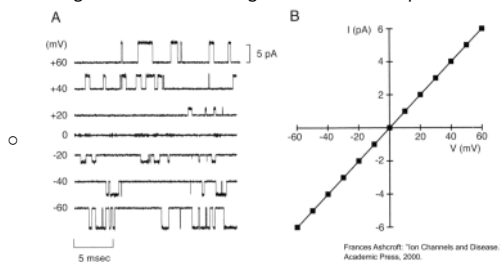 A
(mV)
+60
5 pA
+40
+20
0
-20
-40
-60
5 msec
B
I (pA)
6
4
2
-60
-40
-20
0
20
40
60
V (mV)
-2
-4
-6
Frances Ashcroft: "Ion Channels and Disease.
Academic Press, 2000.